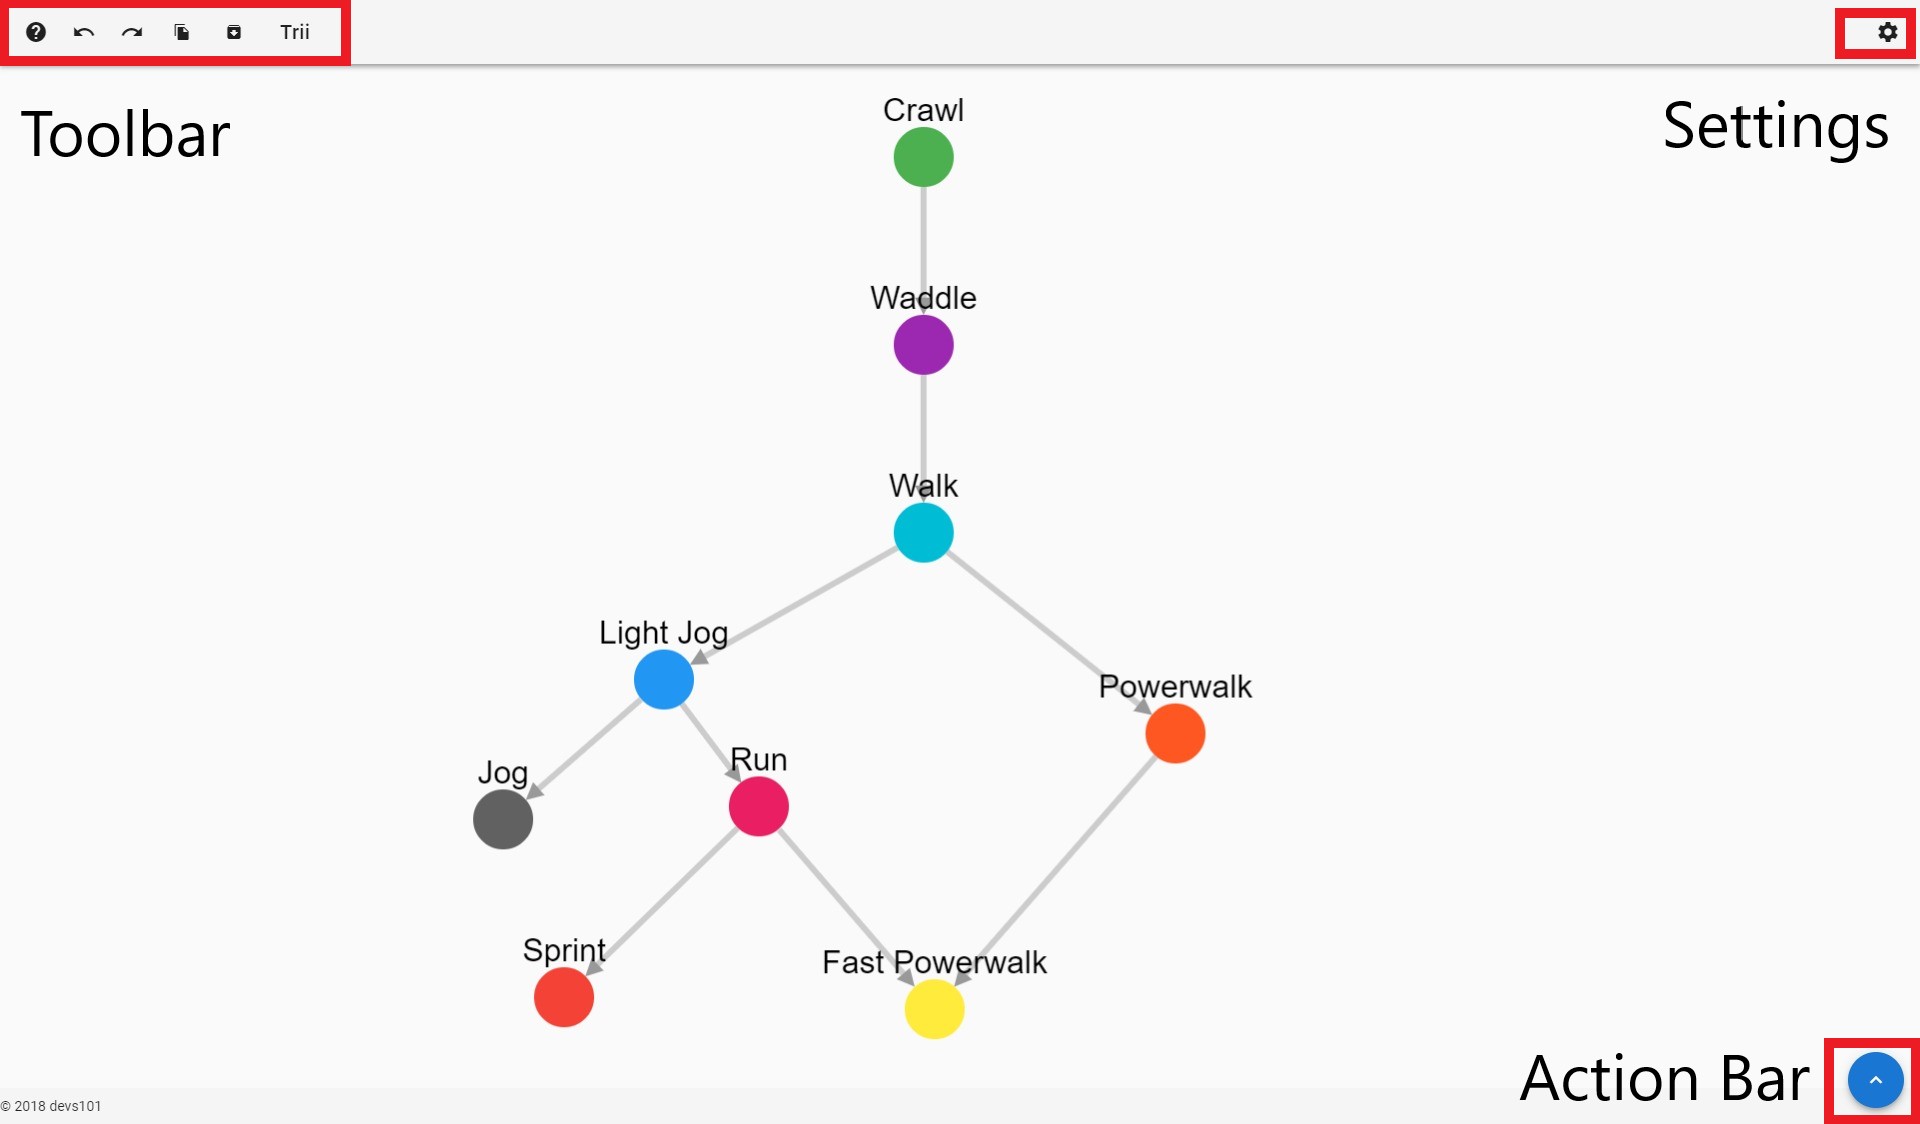 Trii
Toolbar
Settings
Crawl
Waddle
Walk
Light Jog
Powerwalk
Run
Jog
Sprint
Fast Powerwalk
Action Bar
© 2018 devs101